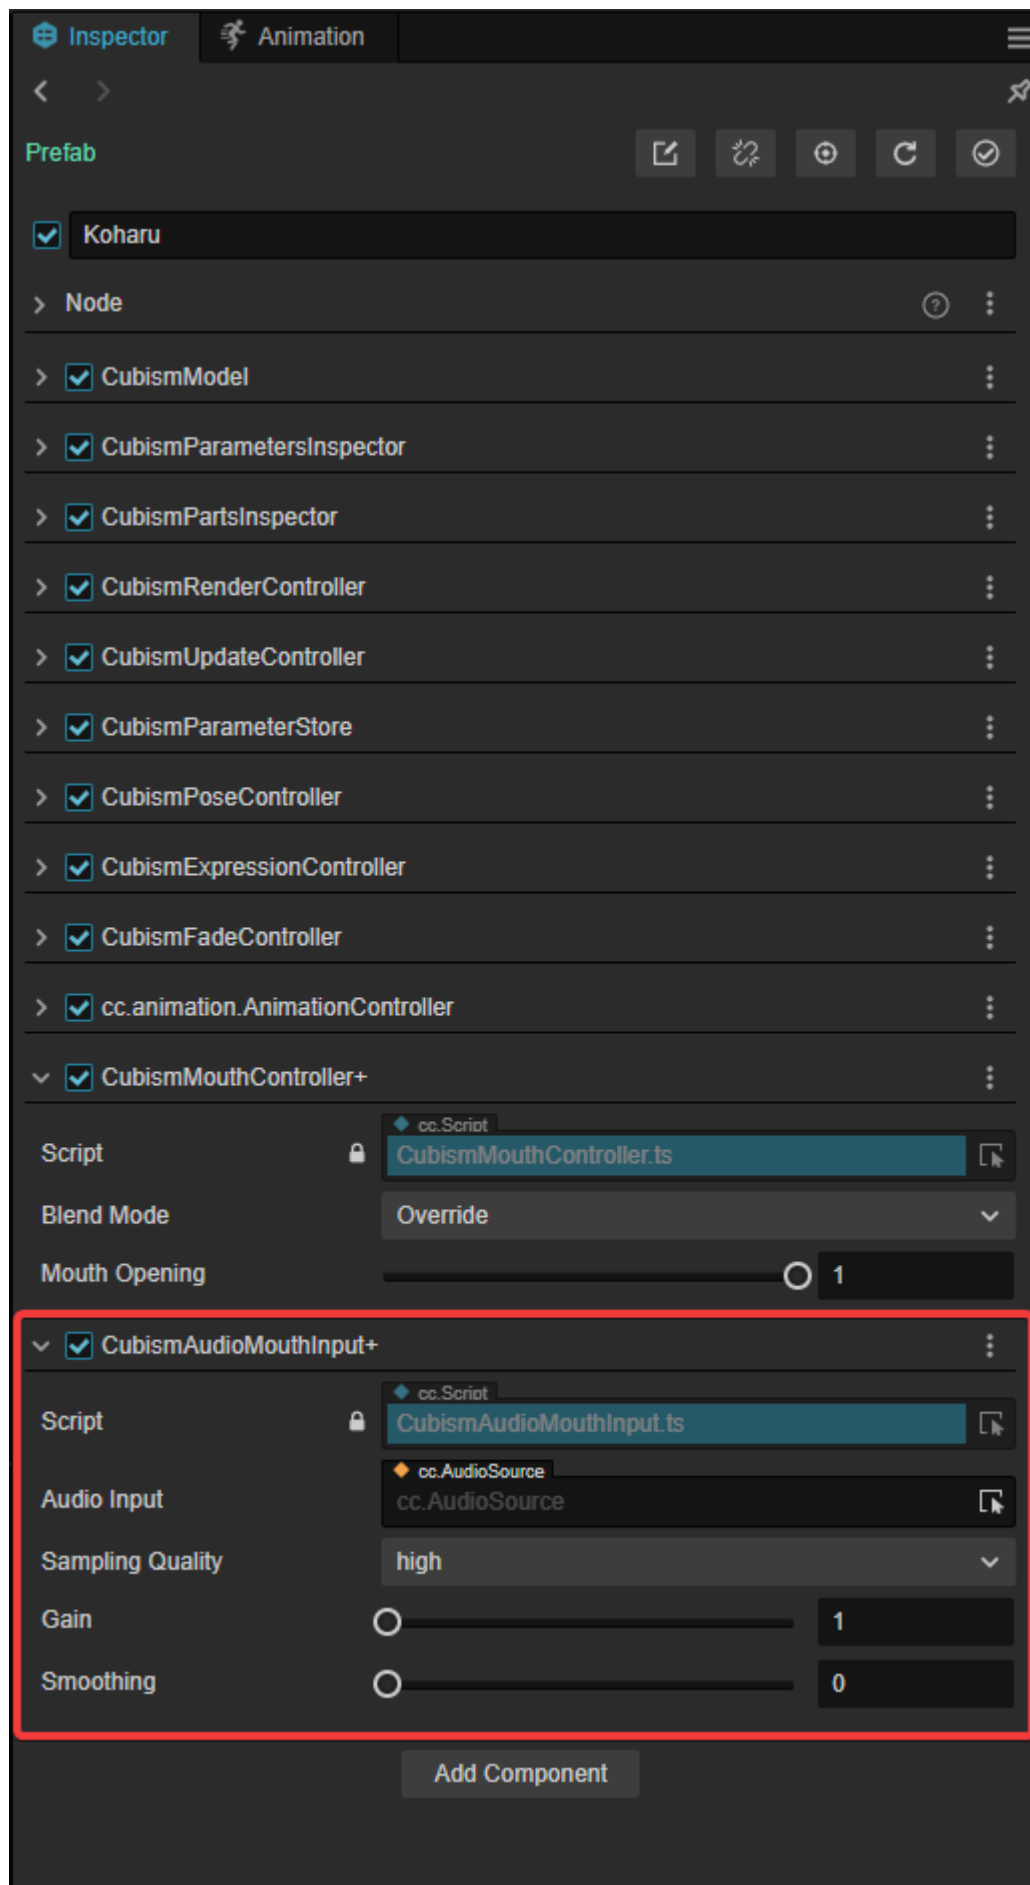 Inspector Animation
Prefab
Koharu
Node
CubismModel
CubismParametersInspector
CubismPartsInspector
CubismRenderController
CubismUpdateController
CubismParameterStore
CubismPoseController
CubismExpressionController
CubismFadeController
cc.animation.AnimationController
CubismMouthController+
cc.Script
Script CubismMouthController.ts
Blend Mode Override
Mouth Opening 1
CubismAudioMouthInput+
cc.Script
Script CubismAudioMouthInput.ts
cc.AudioSource
Audio Input cc.AudioSource
Sampling Quality high
Gain 1
Smoothing 0
Add Component